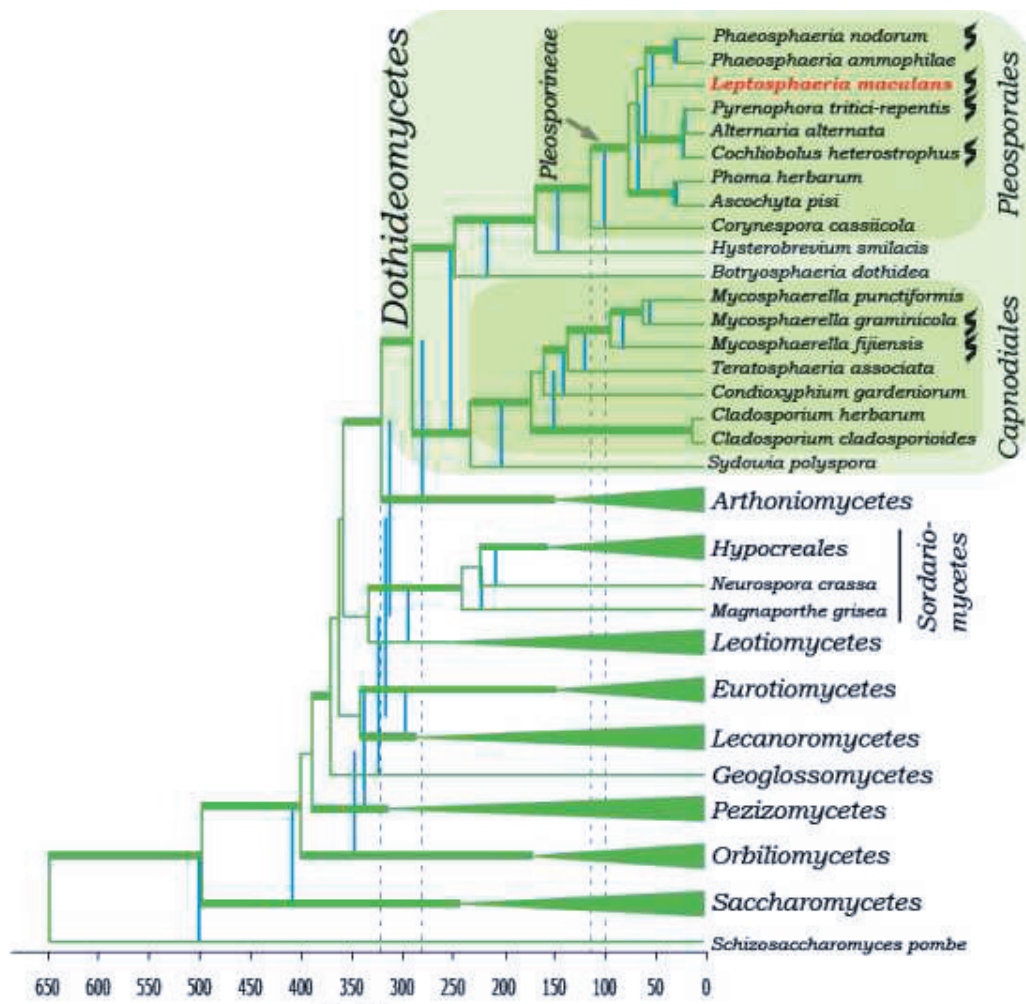 Dothideomycetes
Pleosporineae
Phaeosphaeria nodorum
Phaeosphaeria ammophilae
Leptosphaeria maculans
Pyrenophora tritici-repentis
Alternaria alternata
Cochliobolus heterostrophus
Phoma herbarum
Ascochyta pisi
Corynespora cassiicola
Hysterobrevium smilacis
Botryosphaeria dothidea
Pleosporales
Mycosphaerella punctiformis
Mycosphaerella graminicola
Mycosphaerella fijiensis
Teratosphaeria associata
Condioxyphium gardeniorum
Cladosporium herbarum
Cladosporium cladosporioides
Sydowia polyspora
Capnodiales
Arthoniomycetes
Hypocreales
Neurospora crassa
Magnaporthe grisea
Sordario-
mycetes
Leotiomycetes
Eurotiomycetes
Lecanoromycetes
Geoglossomycetes
Pezizomycetes
Orbiliomycetes
Saccharomycetes
Schizosaccharomyces pombe
650 600 550 500 450 400 350 300 250 200 150 100 50 0